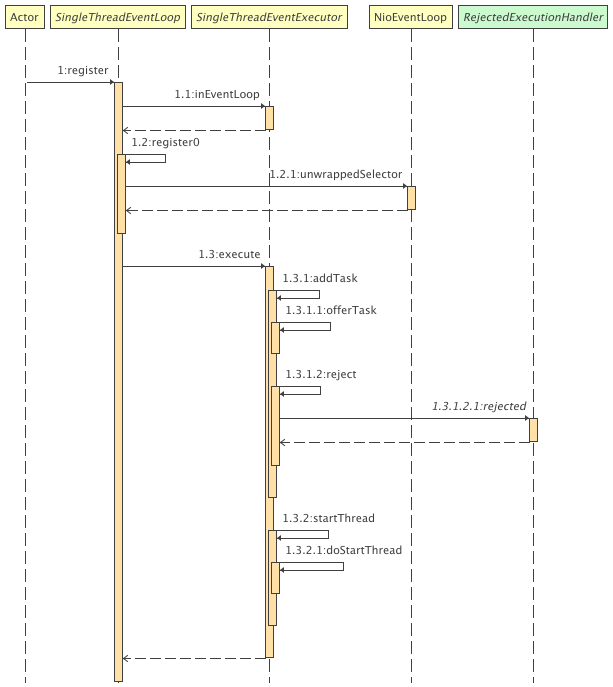 Actor
SingleThreadEventLoop
SingleThreadEventExecutor
NioEventLoop
RejectedExecutionHandler
1:register
1.1:inEventLoop
1.2:register0
1.2.1:unwrappedSelector
1.3:execute
1.3.1:addTask
1.3.1.1:offerTask
1.3.1.2:reject
1.3.1.2.1:rejected
1.3.2:startThread
1.3.2.1:doStartThread